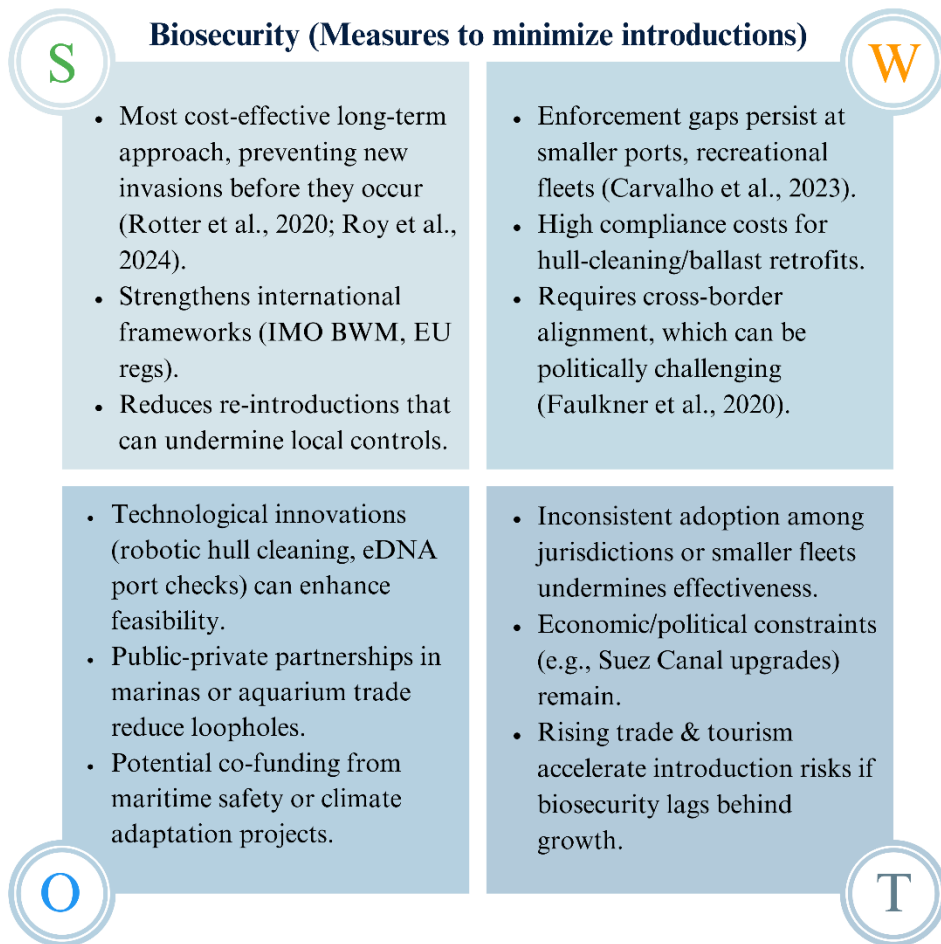 Biosecurity (Measures to minimize introductions)
S
W
• Most cost-effective long-term
approach, preventing new
invasions before they occur
(Rotter et al., 2020; Roy et al.,
2024).
• Strengthens international
frameworks (IMO BWM, EU
regs).
• Reduces re-introductions that
can undermine local controls.
• Enforcement gaps persist at
smaller ports, recreational
fleets (Carvalho et al., 2023).
• High compliance costs for
hull-cleaning/ballast retrofits.
• Requires cross-border
alignment, which can be
politically challenging
(Faulkner et al., 2020).
• Technological innovations
(robotic hull cleaning, eDNA
port checks) can enhance
feasibility.
• Public-private partnerships in
marinas or aquarium trade
reduce loopholes.
• Potential co-funding from
maritime safety or climate
adaptation projects.
• Inconsistent adoption among
jurisdictions or smaller fleets
undermines effectiveness.
• Economic/political constraints
(e.g., Suez Canal upgrades)
remain.
• Rising trade & tourism
accelerate introduction risks if
biosecurity lags behind
growth.
O
T